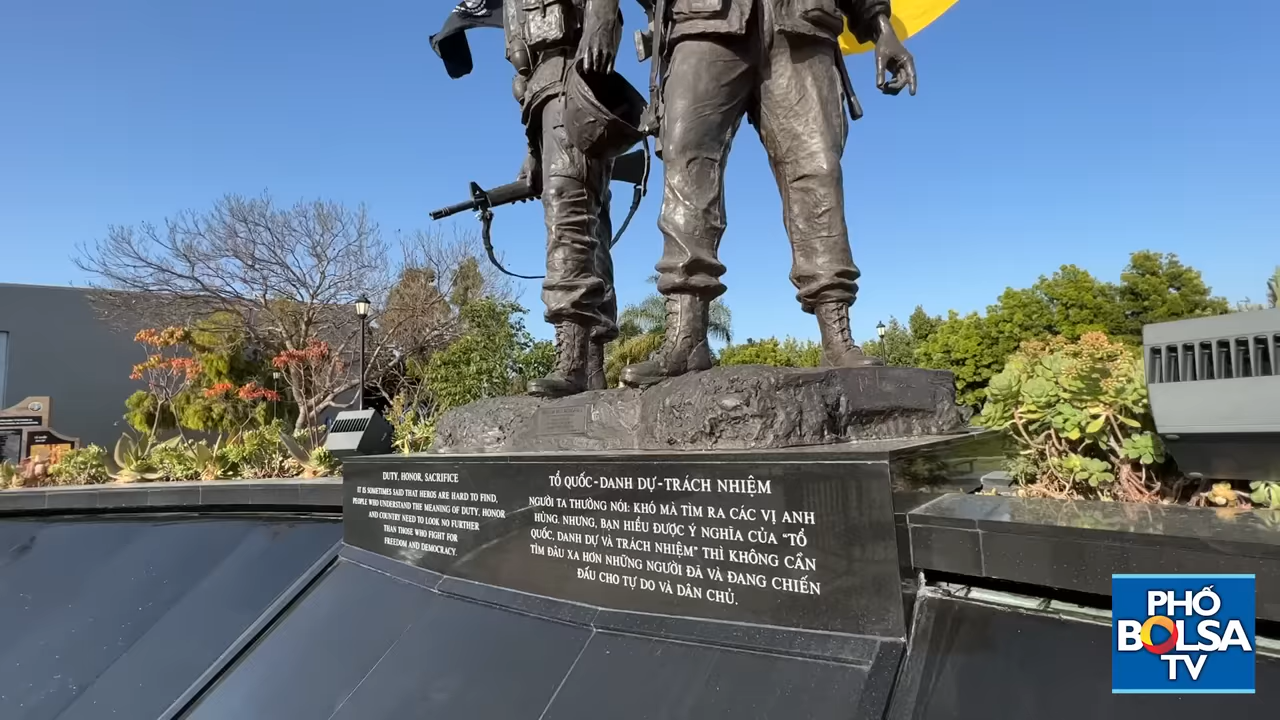 DUTY, HONOR, SACRIFICE
IT IS SOMETIMES SAID THAT HEROS ARE HARD TO FIND,
PEOPLE WHO UNDERSTAND THE MEANING OF DUTY, HONOR
AND COUNTRY NEED TO LOOK NO FURTHER
THAN THOSE WHO FIGHT FOR
FREEDOM AND DEMOCRACY.
TỔ QUỐC-DANH DỰ-TRÁCH NHIỆM
NGƯỜI TA THƯỜNG NÓI: KHÓ MÀ TÌM RA CÁC VỊ ANH
HÙNG. NHƯNG, BẠN HIỂU ĐƯỢC Ý NGHĨA CỦA "TỔ
QUỐC, DANH DỰ VÀ TRÁCH NHIỆM" THÌ KHÔNG CẦN
TÌM ĐÂU XA HƠN NHỮNG NGƯỜI ĐÃ VÀ ĐANG CHIẾN
ĐẤU CHO TỰ DO VÀ DÂN CHỦ.
PHỐ
BOLSA
TV